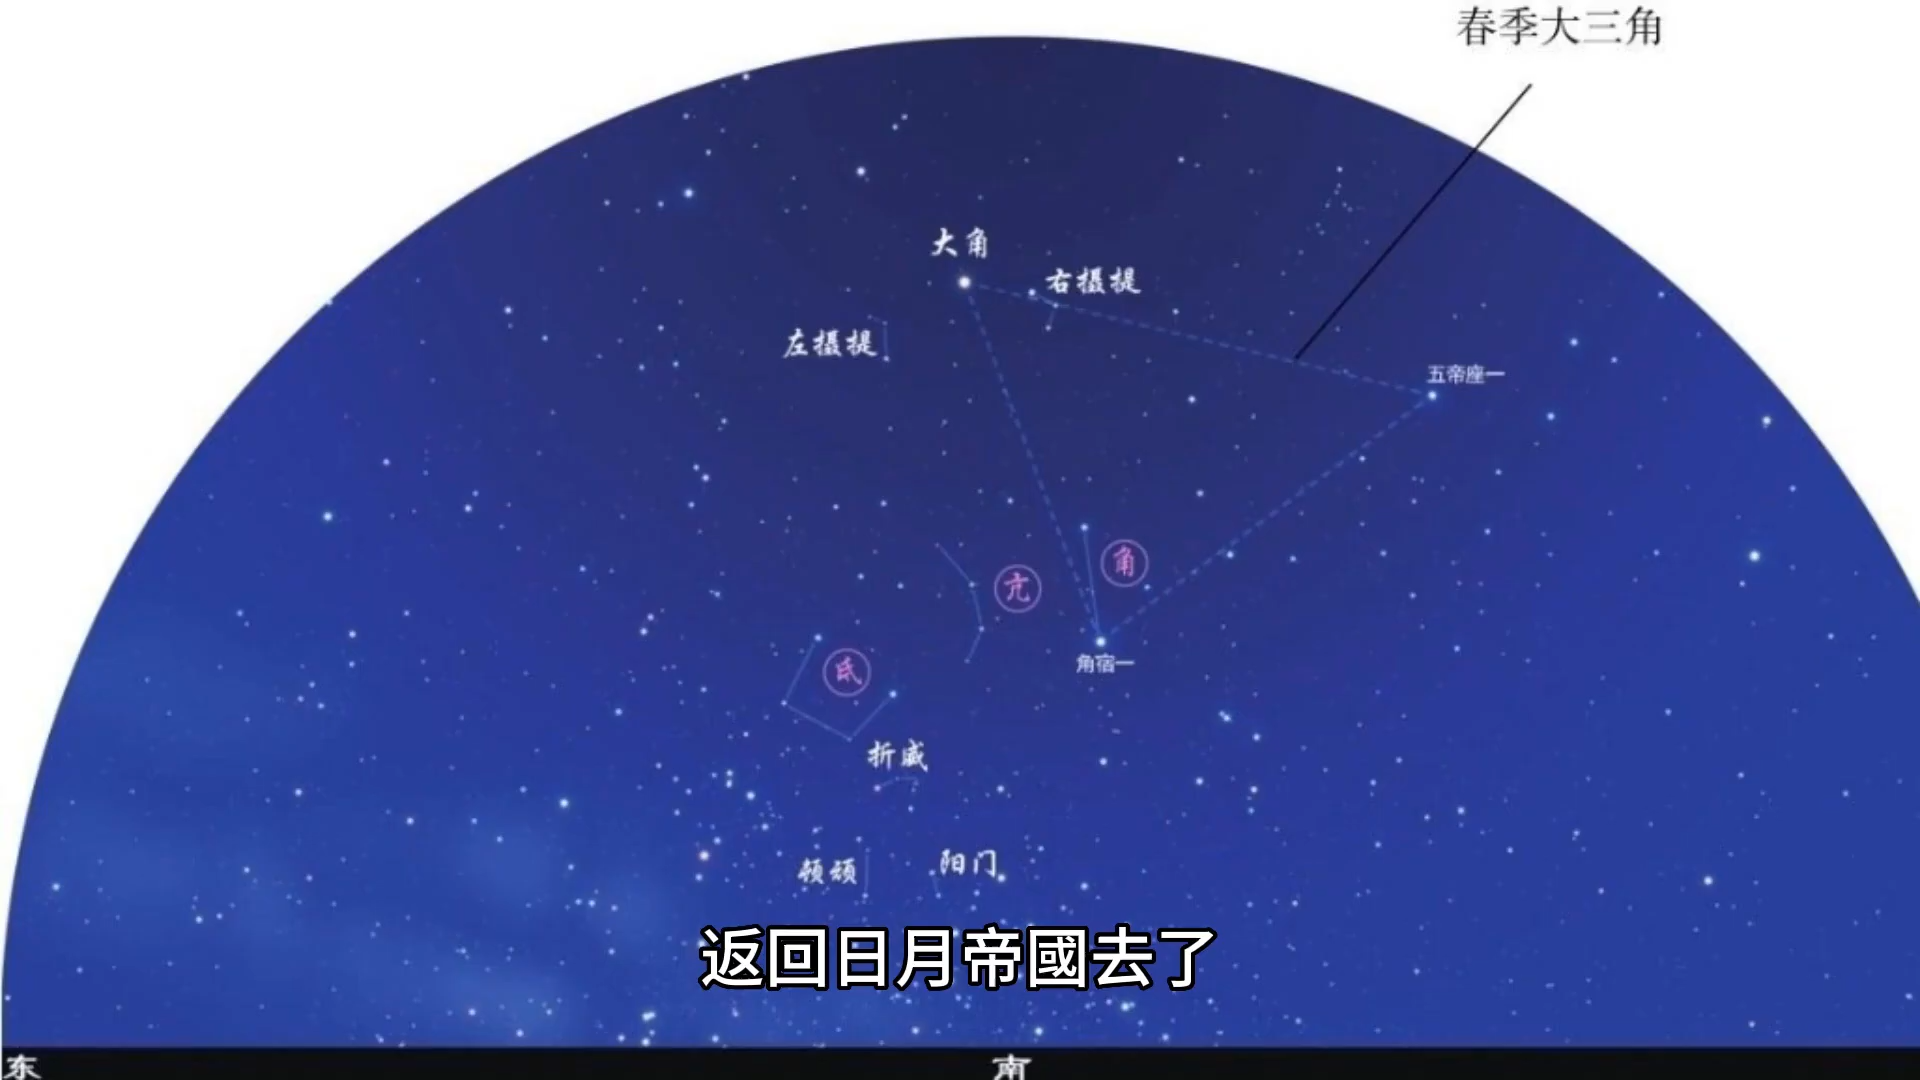 春季大三角
大角
右摄提
左摄提
五帝座一
角
亢
角宿一
氐
折威
顿顽
阳门
返回日月帝國去了
东
南